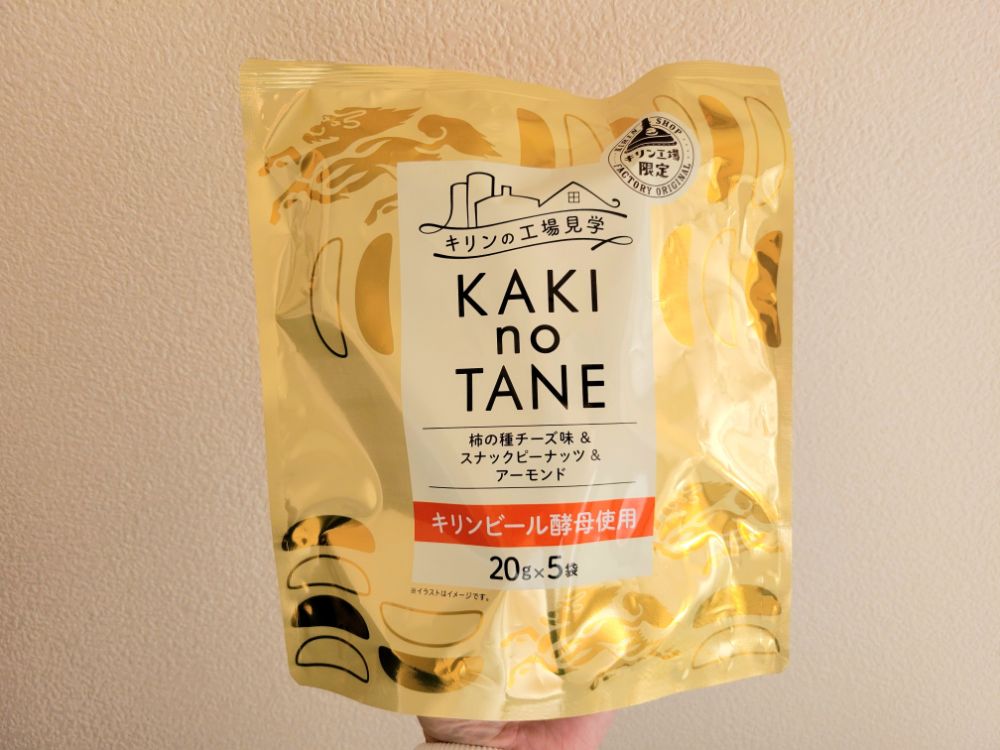 KIRIN SHOP
キリン工場
限定
FACTORY ORIGINAL
キリンの工場見学
KAKI
no
TANE
柿の種チーズ味 &
スナックピーナッツ &
アーモンド
キリンビール酵母使用
20g×5袋
※イラストはイメージです。